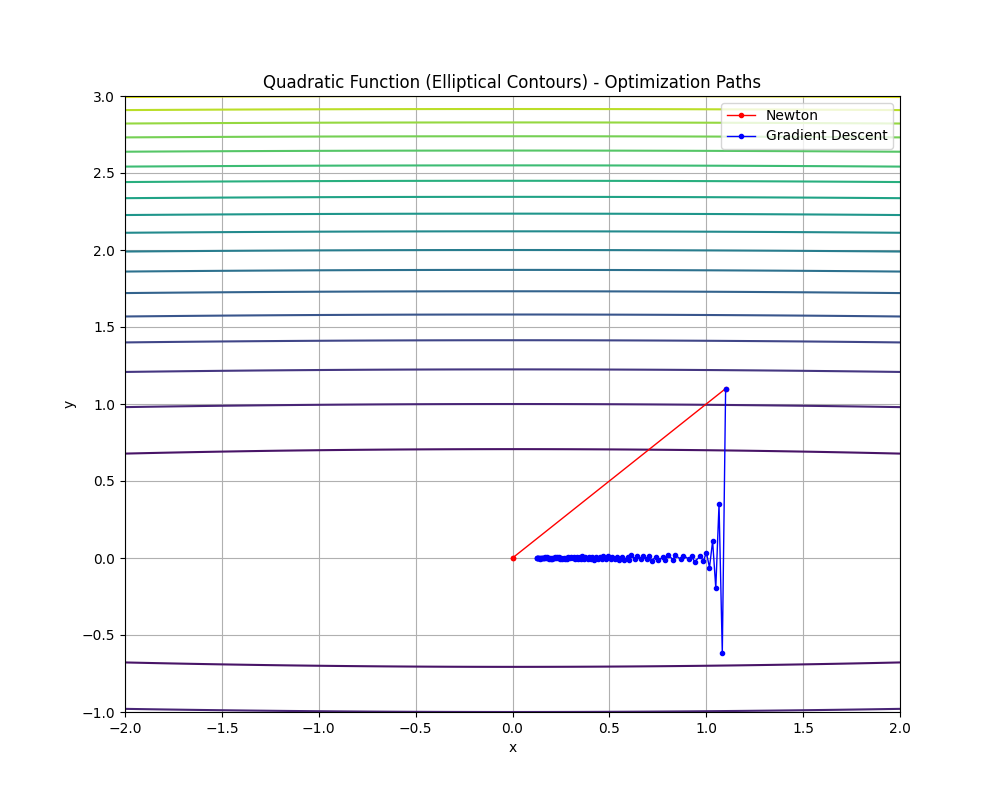 Quadratic Function (Elliptical Contours) - Optimization Paths
3.0
2.5
2.0
1.5
1.0
0.5
0.0
−0.5
−1.0
y
Newton
Gradient Descent
−2.0 −1.5 −1.0 −0.5 0.0 0.5 1.0 1.5 2.0
x